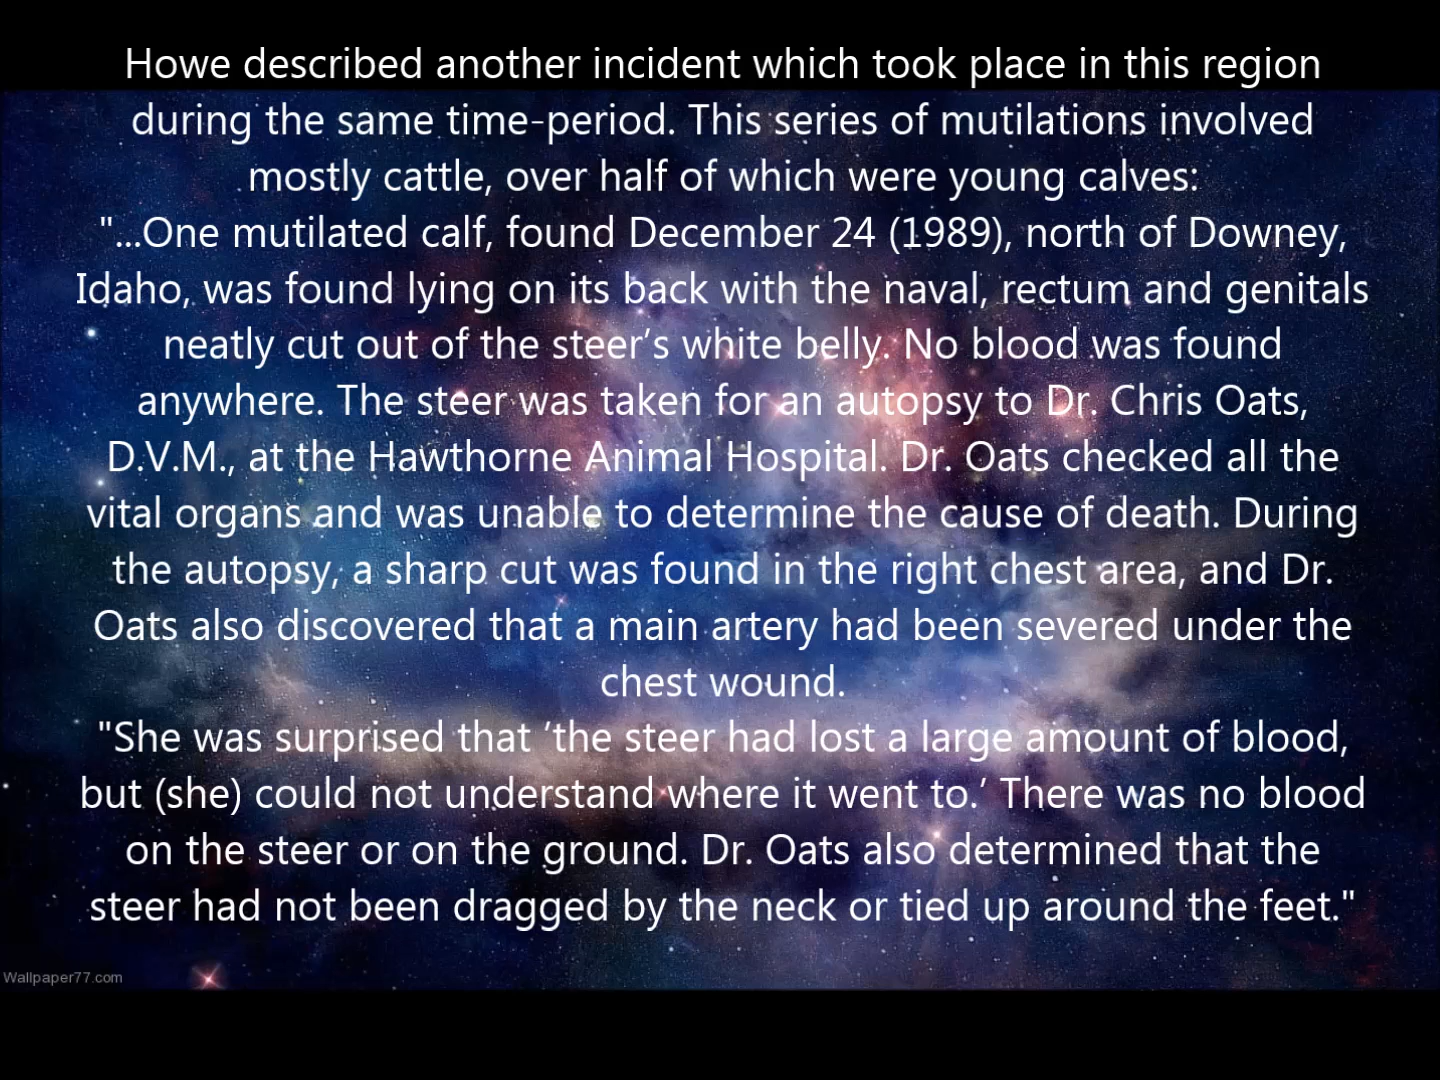 Howe described another incident which took place in this region
during the same time-period. This series of mutilations involved
mostly cattle, over half of which were young calves:
"...One mutilated calf, found December 24 (1989), north of Downey,
Idaho, was found lying on its back with the naval, rectum and genitals
neatly cut out of the steer’s white belly. No blood was found
anywhere. The steer was taken for an autopsy to Dr. Chris Oats,
D.V.M., at the Hawthorne Animal Hospital. Dr. Oats checked all the
vital organs and was unable to determine the cause of death. During
the autopsy, a sharp cut was found in the right chest area, and Dr.
Oats also discovered that a main artery had been severed under the
chest wound.
"She was surprised that ‘the steer had lost a large amount of blood,
but (she) could not understand where it went to.’ There was no blood
on the steer or on the ground. Dr. Oats also determined that the
steer had not been dragged by the neck or tied up around the feet."
Wallpaper77.com